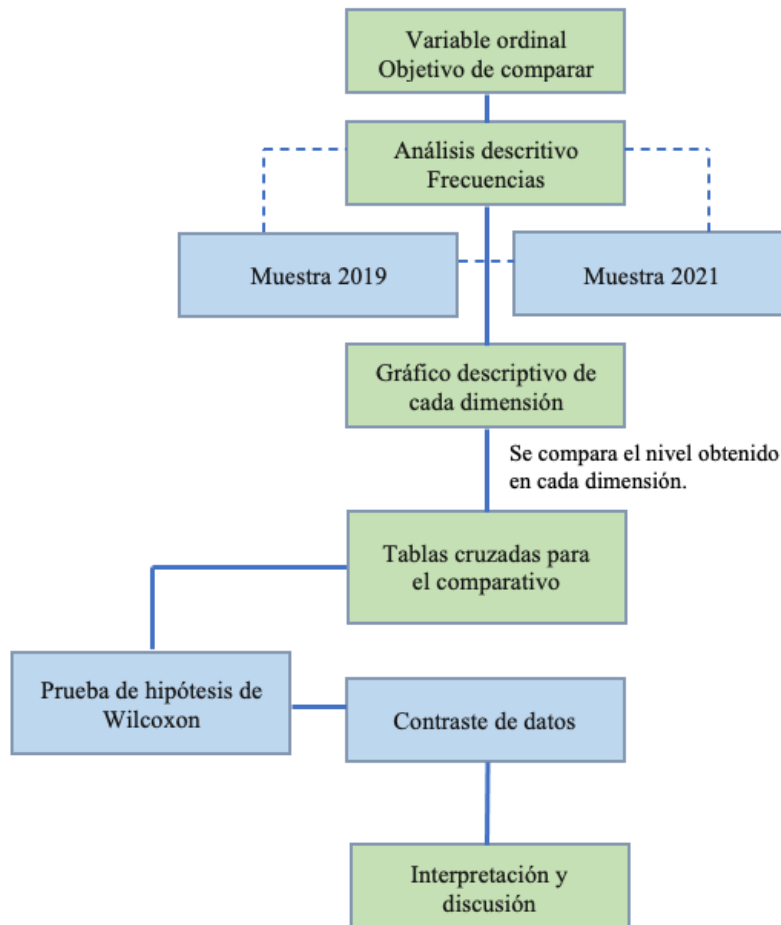 Variable ordinal
Objetivo de comparar
Análisis descritivo
Frecuencias
Muestra 2019
Muestra 2021
Gráfico descriptivo de
cada dimensión
Se compara el nivel obtenido
en cada dimensión.
Tablas cruzadas para
el comparativo
Prueba de hipótesis de
Wilcoxon
Contraste de datos
Interpretación y
discusión